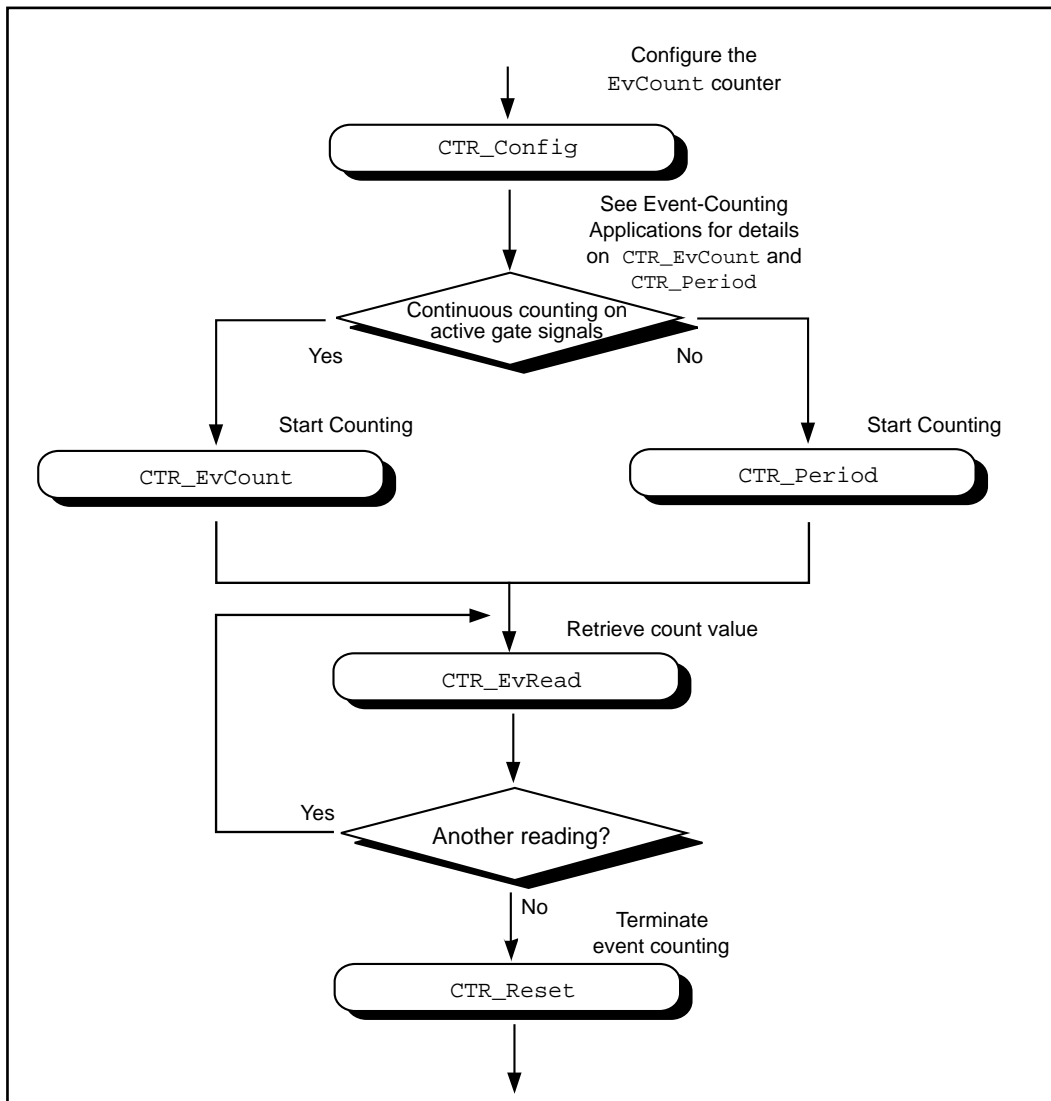 Configure the
EvCount counter
CTR_Config
See Event-Counting
Applications for details
on CTR_EvCount and
CTR_Period
Continuous counting on
active gate signals
Yes
No
Start Counting
Start Counting
CTR_EvCount
CTR_Period
Retrieve count value
CTR_EvRead
Yes
Another reading?
No
Terminate
event counting
CTR_Reset